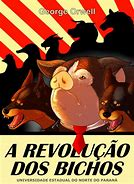 George Orwell
A REVOLUÇÃO
DOS BICHOS
UNIVERSIDADE ESTADUAL DO NORTE DO PARANÁ